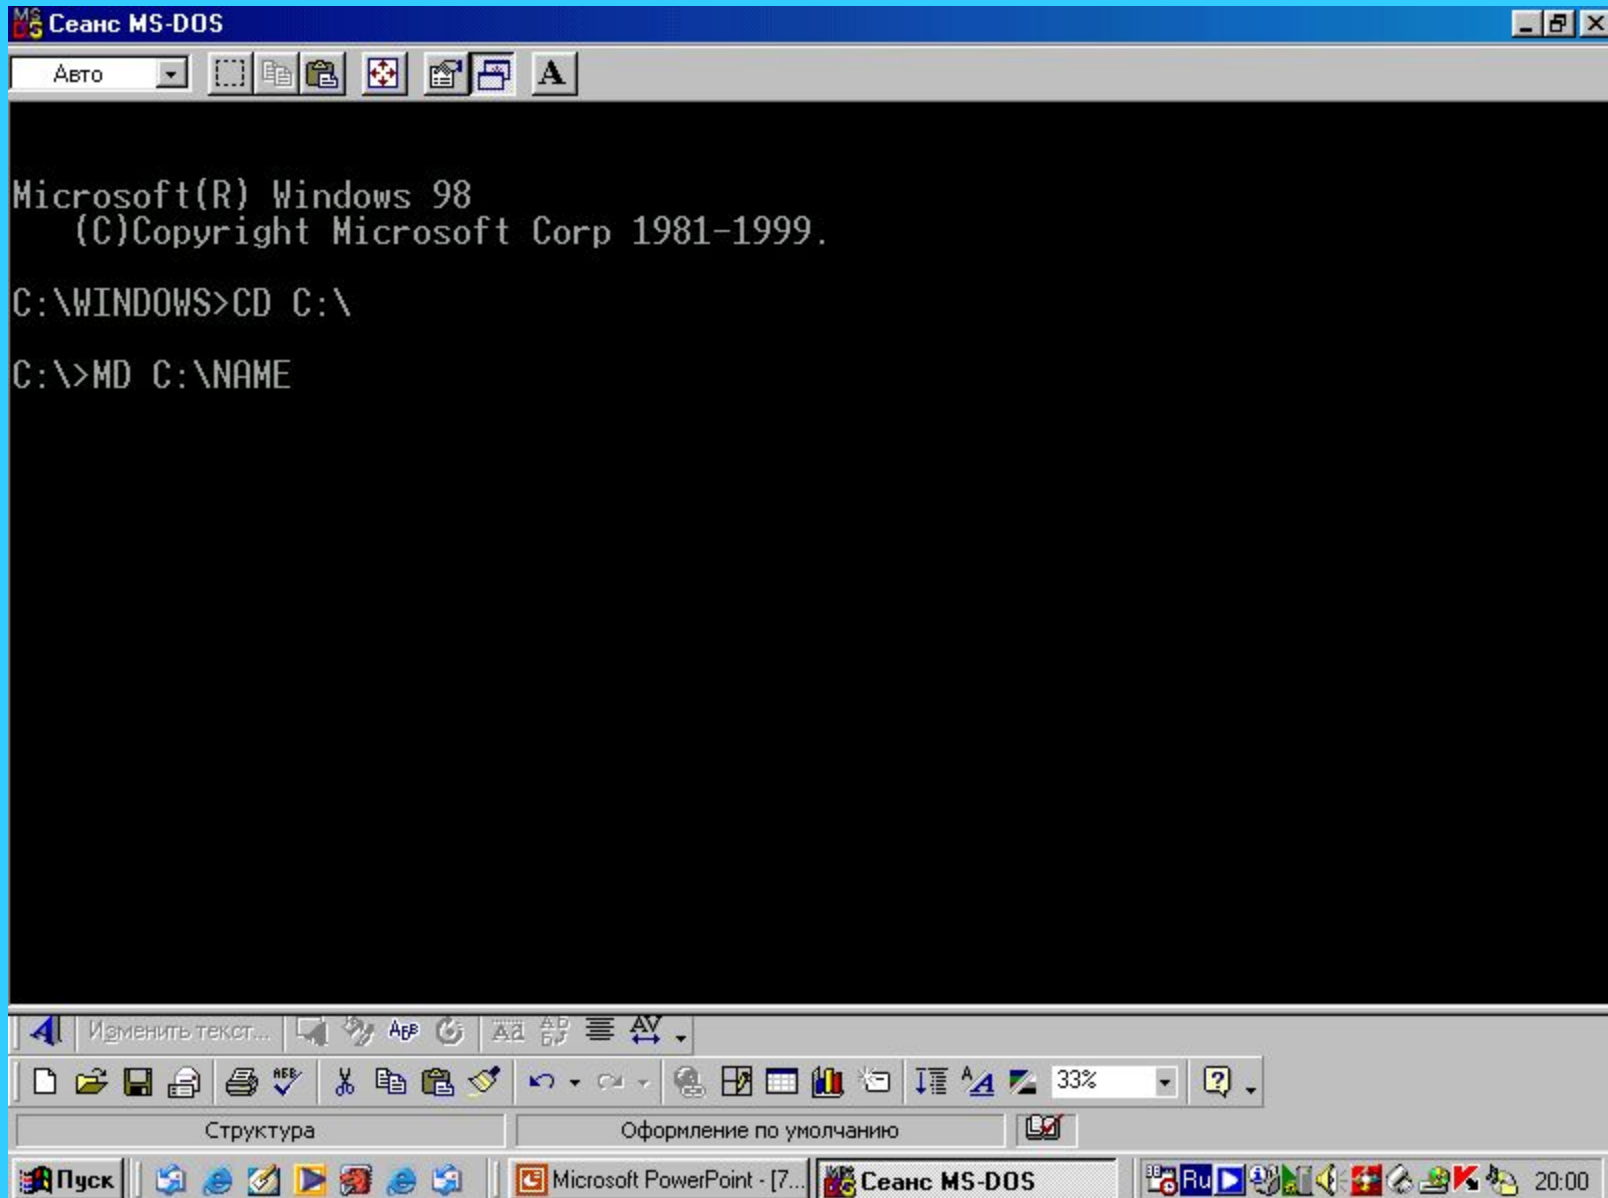 Сеанс MS-DOS
Авто
A
Microsoft(R) Windows 98
(C)Copyright Microsoft Corp 1981-1999.
C:\WINDOWS>CD C:\
C:\>MD C:\NAME
Изменить текст...
33%
Структура
Оформление по умолчанию
Пуск
Microsoft PowerPoint - [7...
Сеанс MS-DOS
Ru
20:00